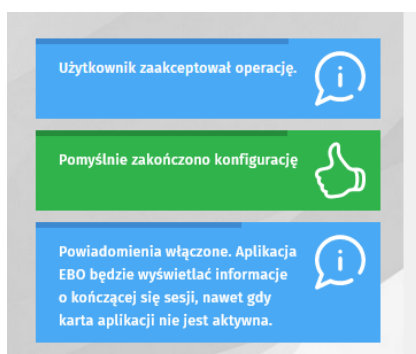 Użytkownik zaakceptował operację.
Pomyślnie zakończono konfigurację
Powiadomienia włączone. Aplikacja
EBO będzie wyświetlać informacje
o kończącej się sesji, nawet gdy
karta aplikacji nie jest aktywna.